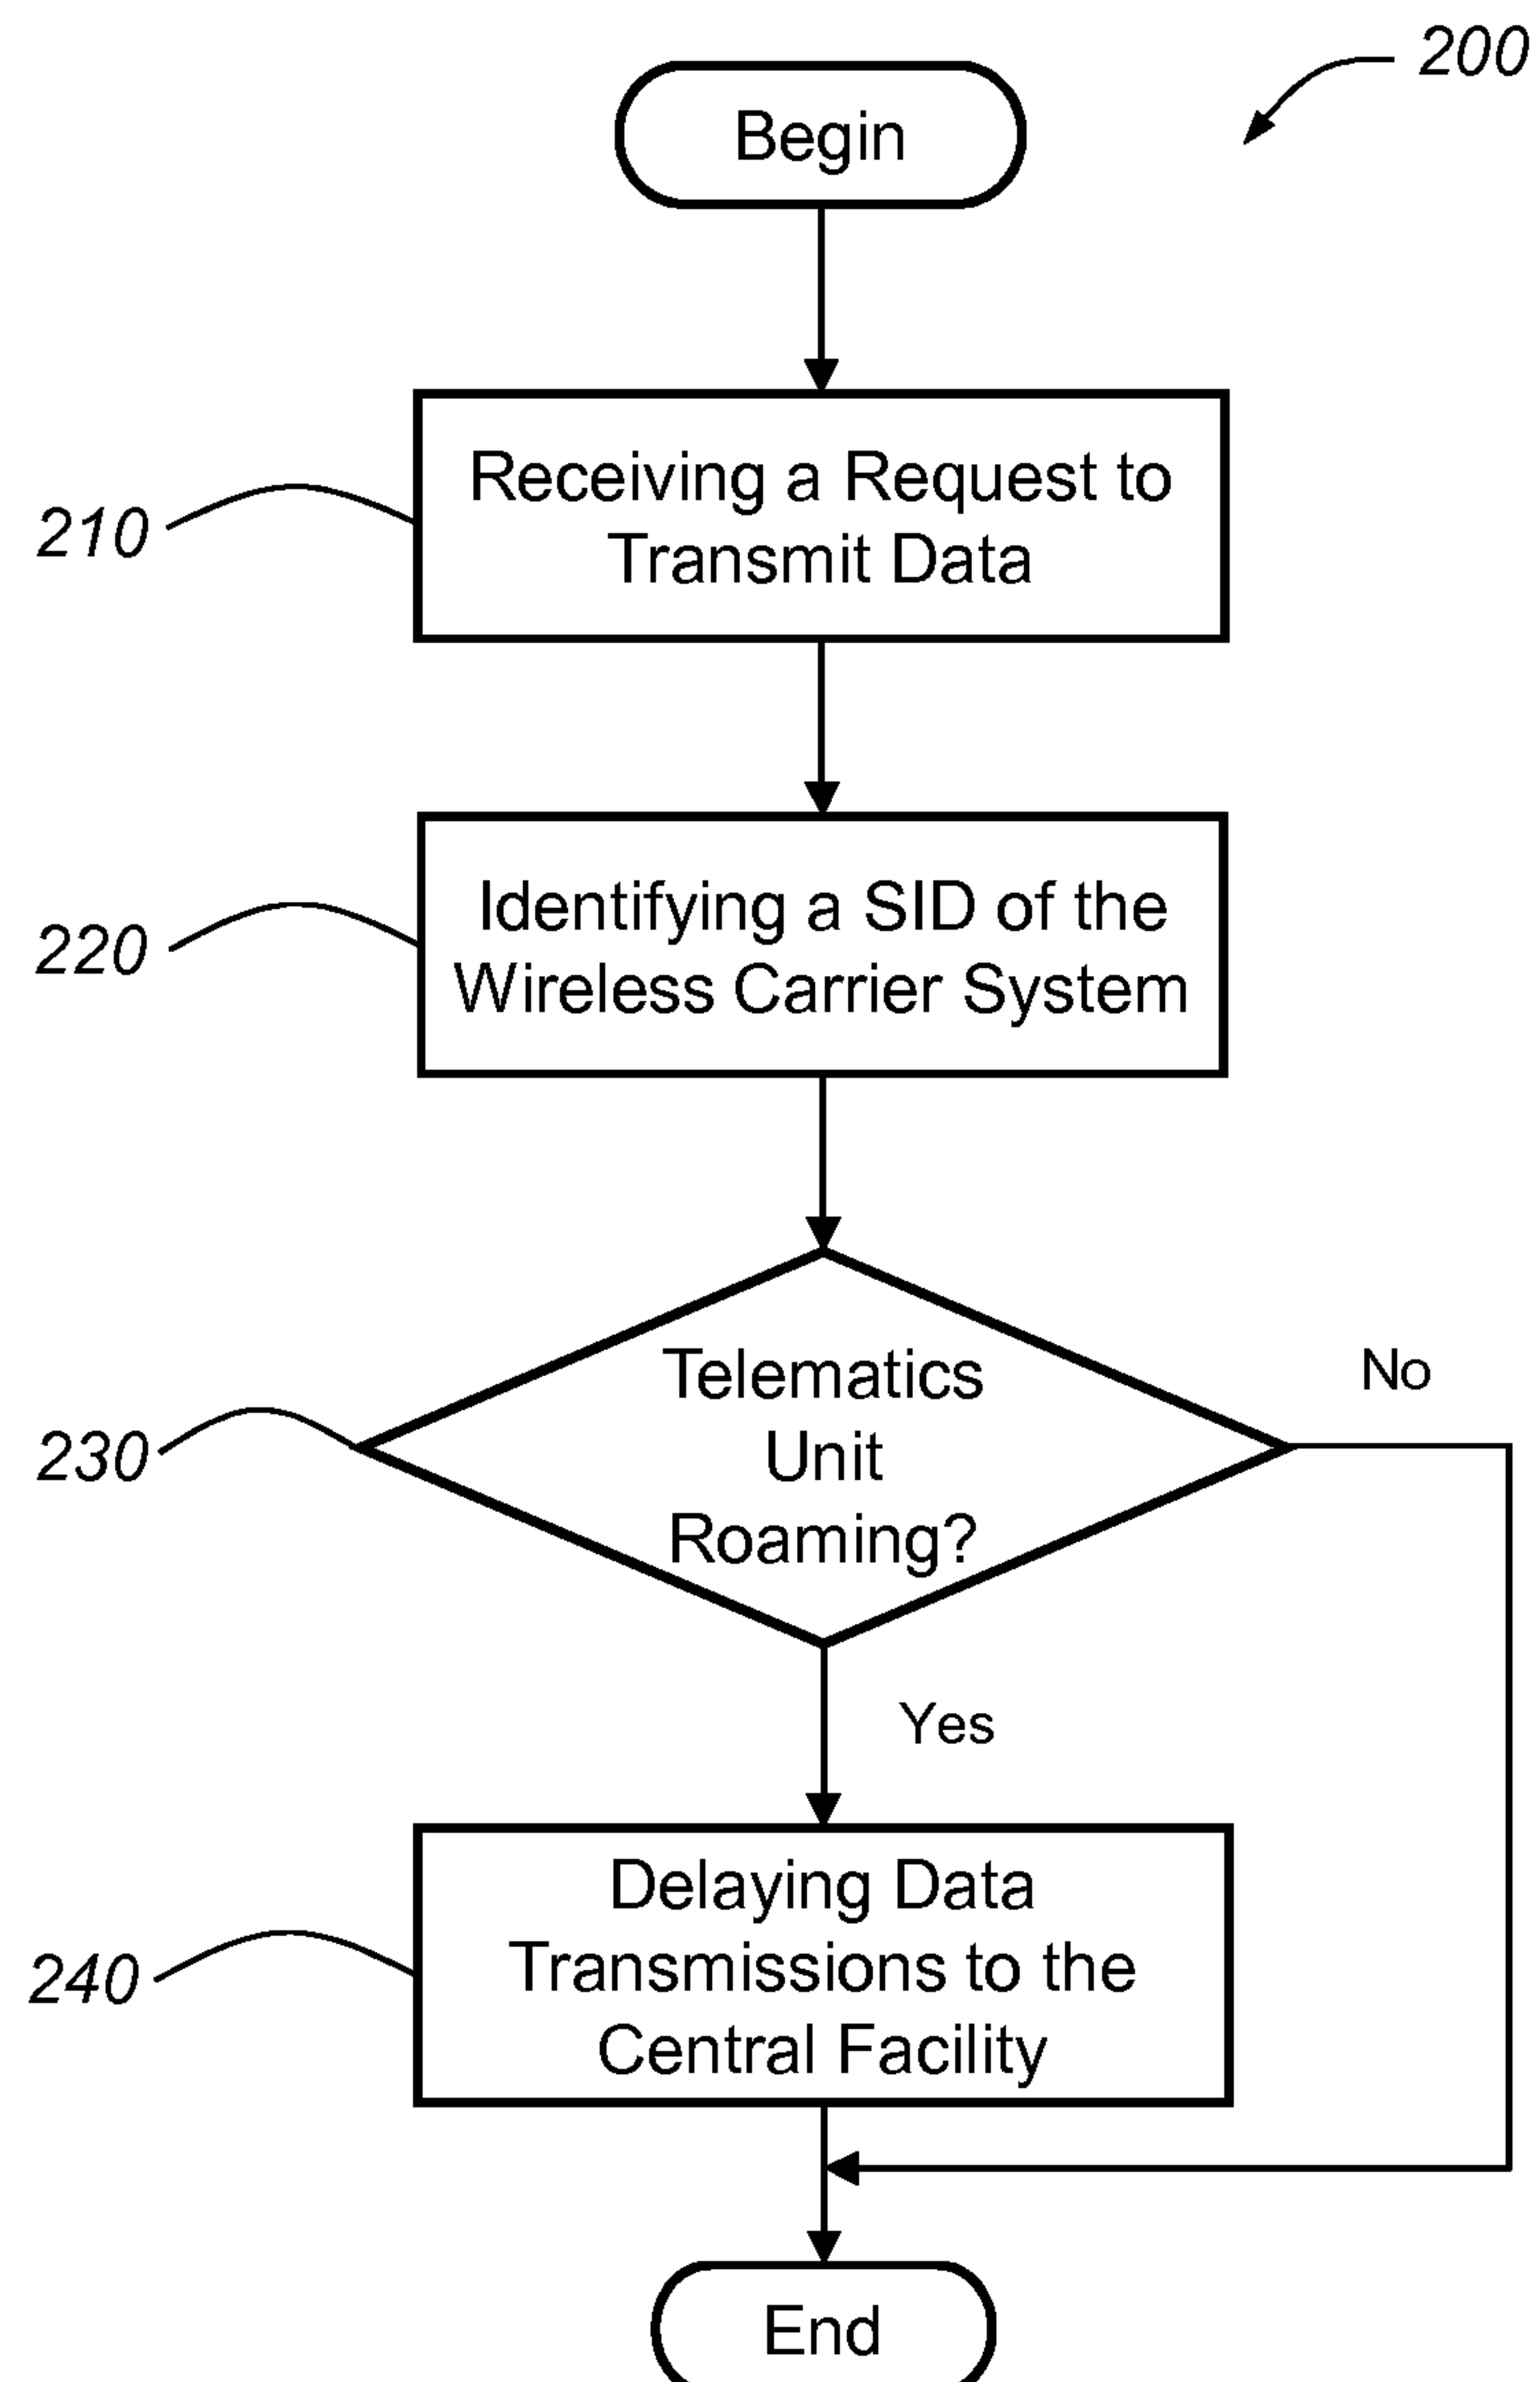 200
Begin
Receiving a Request to
Transmit Data
210
Identifying a SID of the
Wireless Carrier System
220
Telematics
Unit
Roaming?
No
230
Yes
Delaying Data
Transmissions to the
Central Facility
240
End